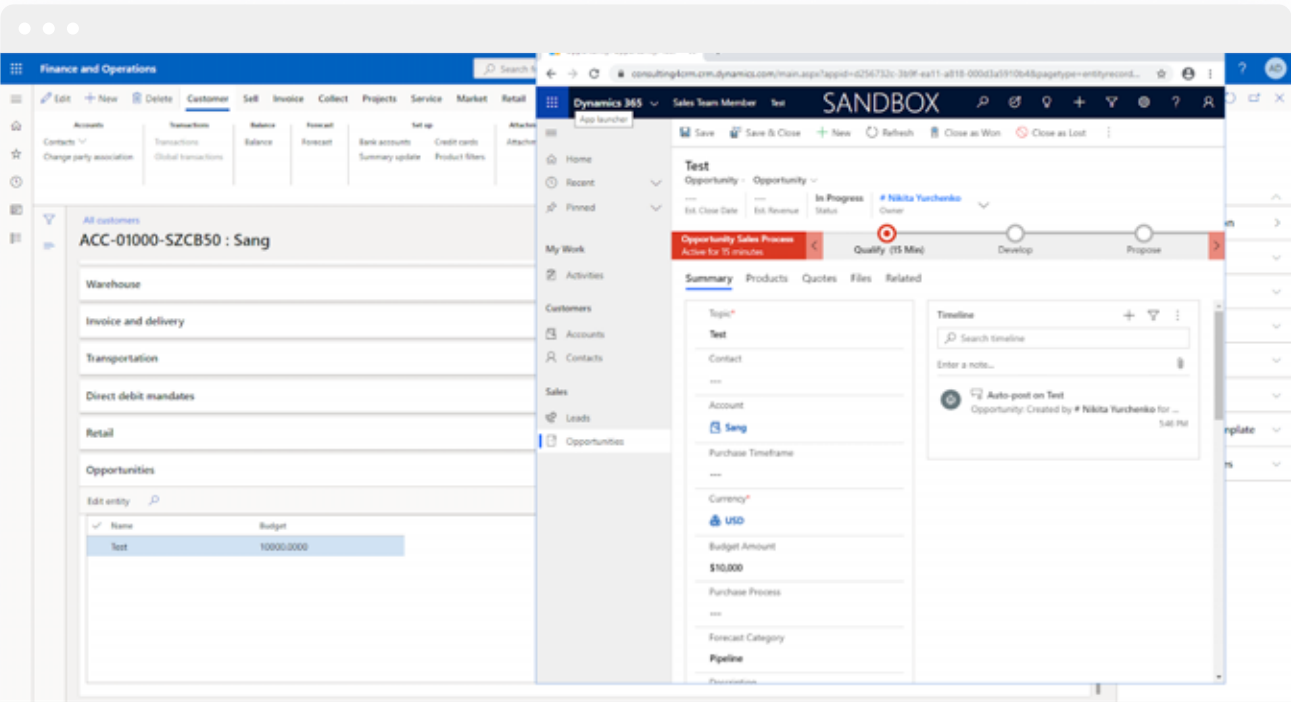 Finance and Operations
Search f
Edit New Delete Customer Sell Invoice Collect Projects Service Market Retail
Accounts Transactions Balance Forecast Set up Attachm
Contacts Transactions Balance Forecast Bank accounts Credit cards Attachm
Change party association Global transactions Summary update Product filters
All customers
ACC-01000-SZCB50 : Sang
Warehouse
Invoice and delivery
Transportation
Direct debit mandates
Retail
Opportunities
Edit entity
Name Budget
Test 10000.0000
? AD
n
mplate
es
Dynamics 365 Sales Team Member Test SANDBOX ?
App launcher
Save Save & Close New Refresh Close as Won Close as Lost
Home
Recent
Pinned
My Work
Activities
Customers
Accounts
Contacts
Sales
Leads
Opportunities
Test
Opportunity · Opportunity
---- ---- In Progress # Nikita Yurchenko
Est. Close Date Est. Revenue Status Owner
Opportunity Sales Process
Active for 15 minutes
Qualify (15 Min) Develop Propose
Summary Products Quotes Files Related
Topic*
Test
Contact
---
Account
Sang
Purchase Timeframe
---
Currency*
USD
Budget Amount
$10,000
Purchase Process
---
Forecast Category
Pipeline
Description
Timeline
Search timeline
Enter a note...
Auto-post on Test
Opportunity: Created by # Nikita Yurchenko for ...
5:46 PM